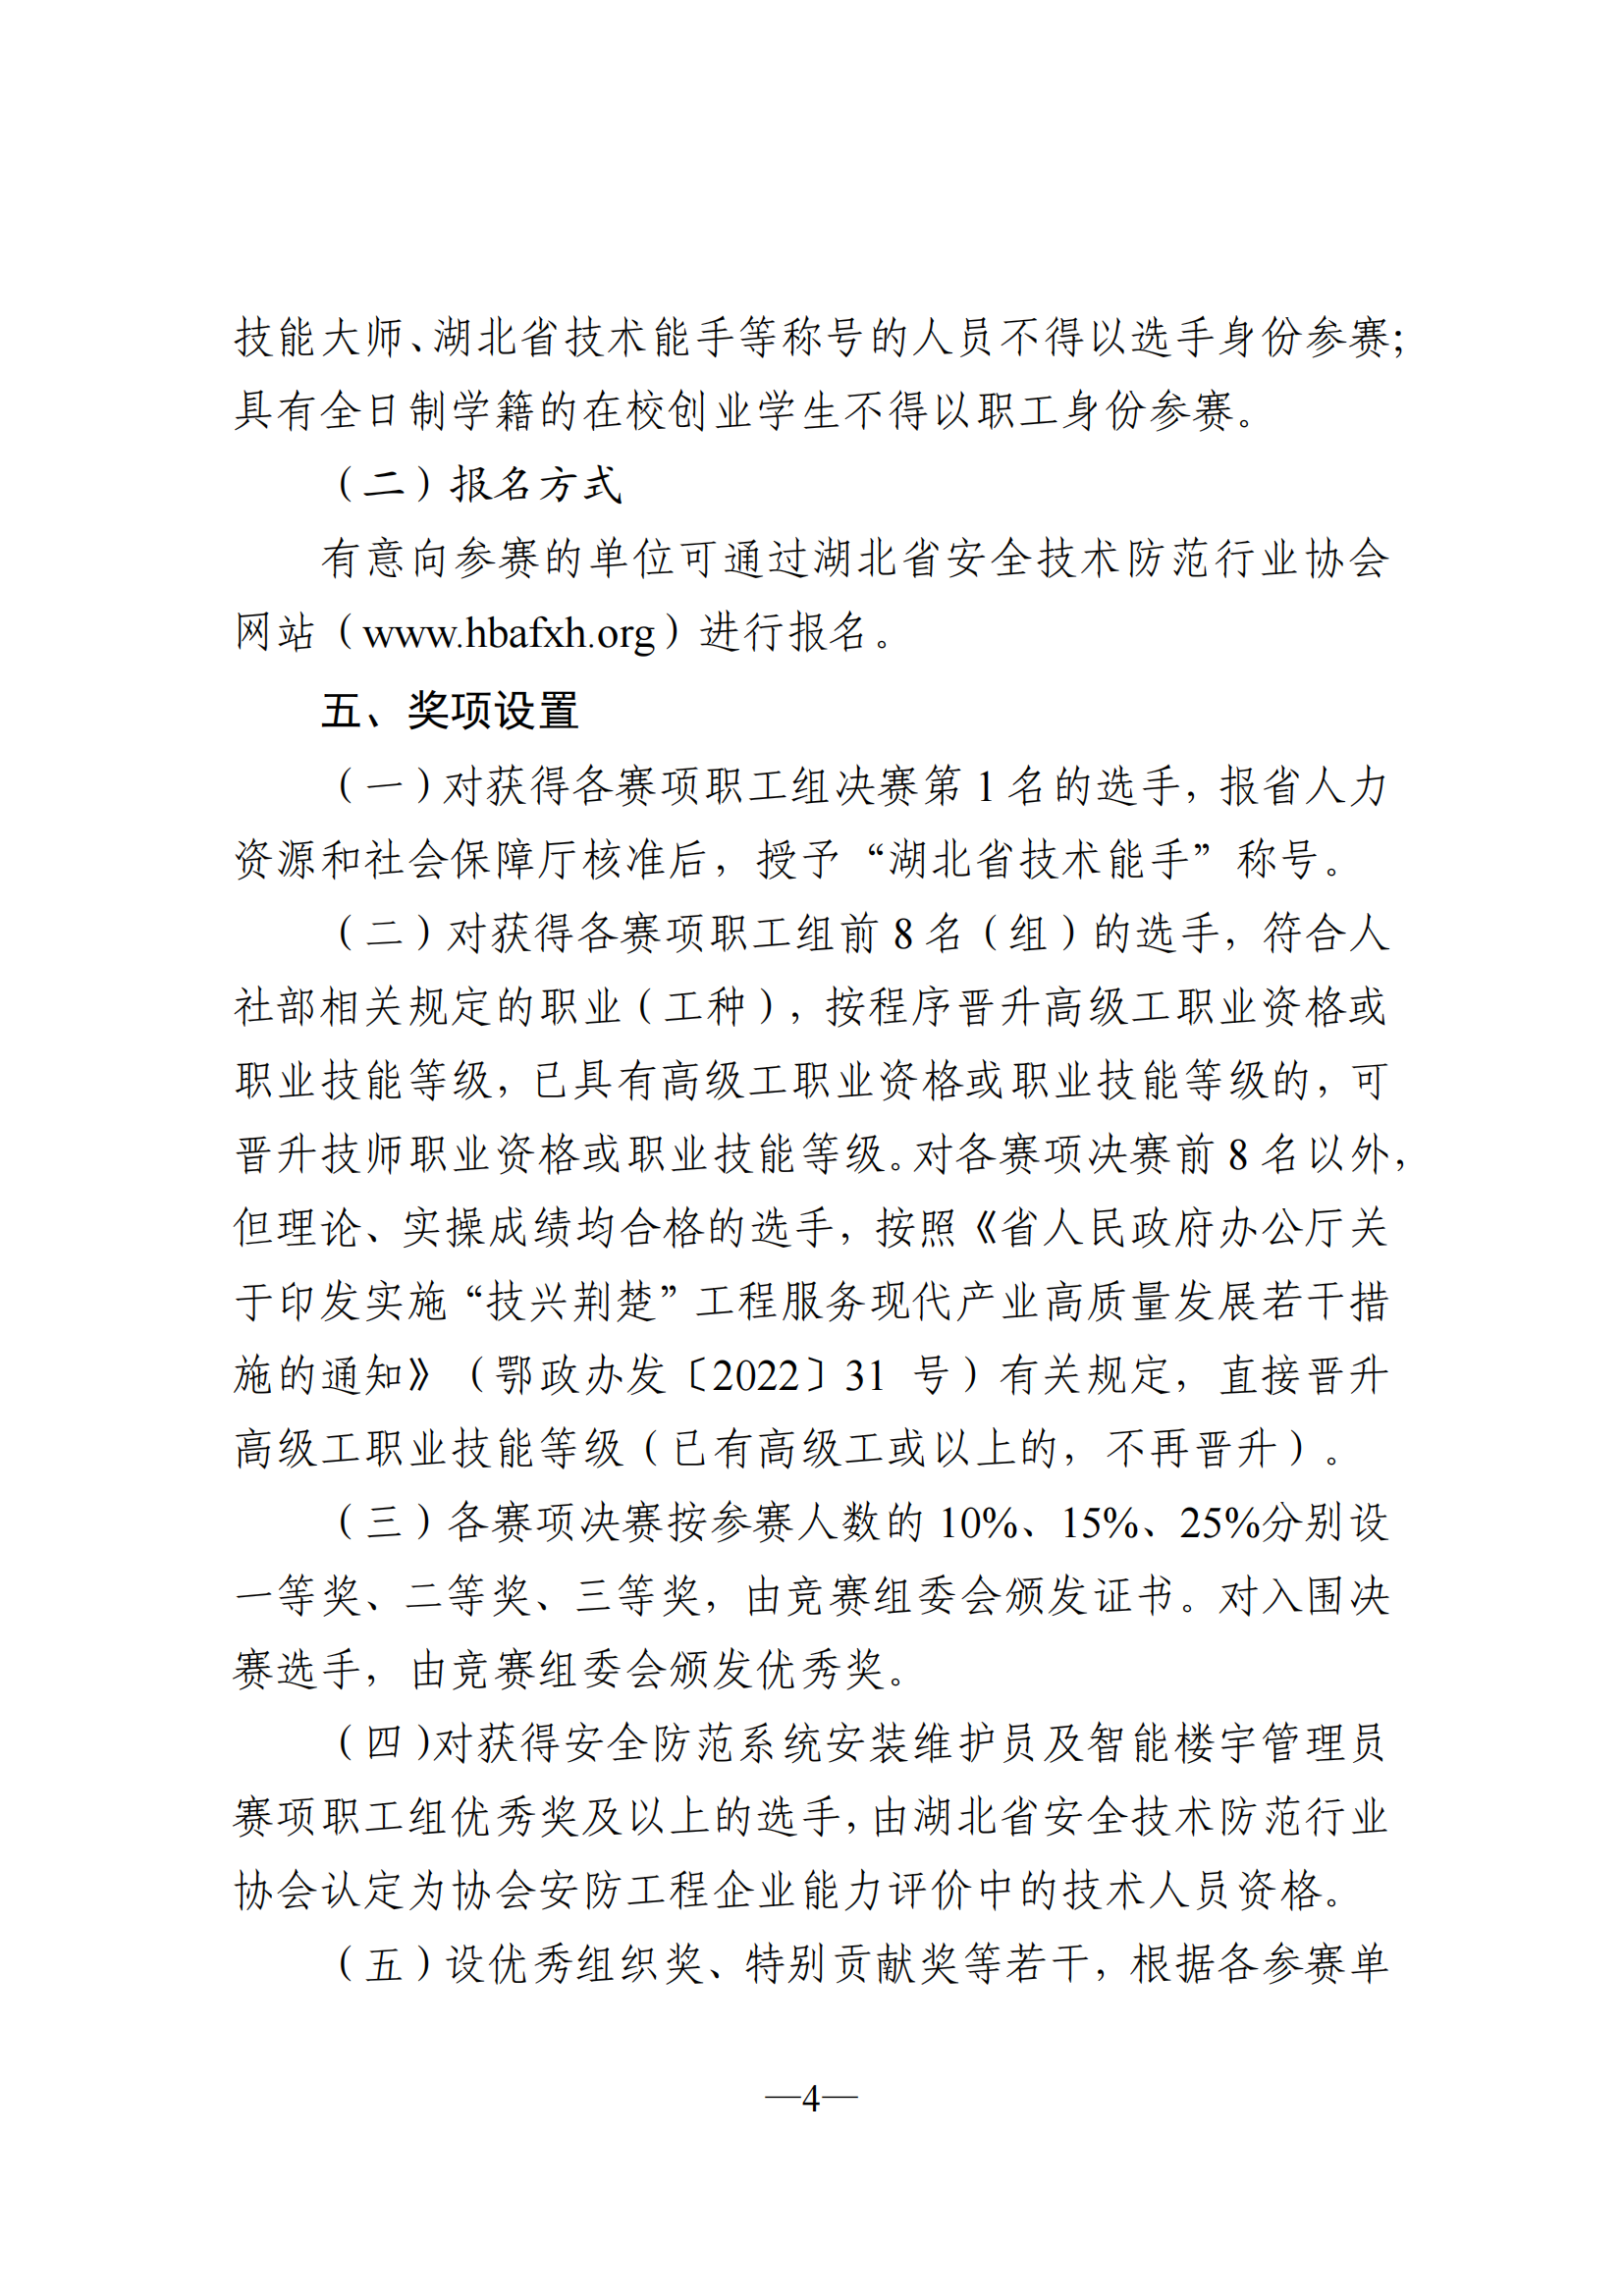 技能大师、湖北省技术能手等称号的人员不得以选手身份参赛；
具有全日制学籍的在校创业学生不得以职工身份参赛。
（二）报名方式
有意向参赛的单位可通过湖北省安全技术防范行业协会
网站（www.hbafxh.org）进行报名。
五、奖项设置
（一）对获得各赛项职工组决赛第 1 名的选手，报省人力
资源和社会保障厅核准后，授予“湖北省技术能手”称号。
（二）对获得各赛项职工组前 8 名（组）的选手，符合人
社部相关规定的职业（工种），按程序晋升高级工职业资格或
职业技能等级，已具有高级工职业资格或职业技能等级的，可
晋升技师职业资格或职业技能等级。对各赛项决赛前 8 名以外，
但理论、实操成绩均合格的选手，按照《省人民政府办公厅关
于印发实施“技兴荆楚”工程服务现代产业高质量发展若干措
施的通知》（鄂政办发〔2022〕31 号）有关规定，直接晋升
高级工职业技能等级（已有高级工或以上的，不再晋升）。
（三）各赛项决赛按参赛人数的 10%、15%、25%分别设
一等奖、二等奖、三等奖，由竞赛组委会颁发证书。对入围决
赛选手，由竞赛组委会颁发优秀奖。
（四)对获得安全防范系统安装维护员及智能楼宇管理员
赛项职工组优秀奖及以上的选手，由湖北省安全技术防范行业
协会认定为协会安防工程企业能力评价中的技术人员资格。
（五）设优秀组织奖、特别贡献奖等若干，根据各参赛单
—4—